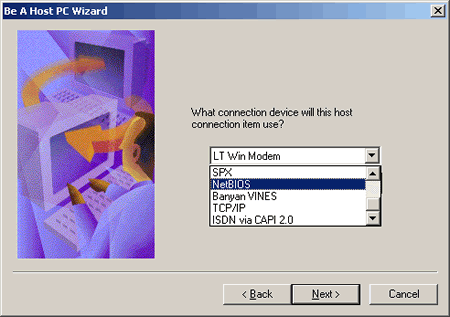 Be A Host PC Wizard
What connection device will this host
connection item use?
LT Win Modem
SPX
NetBIOS
Banyan VINES
TCP/IP
ISDN via CAPI 2.0
< Back
Next >
Cancel